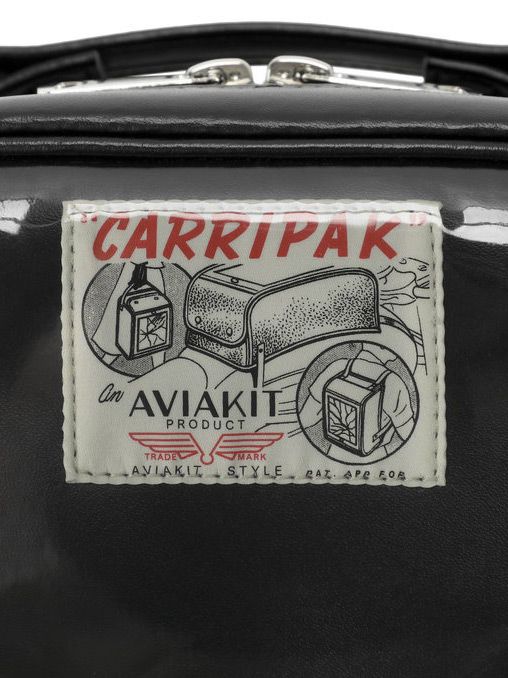 "CARRIPAK"
An AVIAKIT
PRODUCT
TRADE MARK
AVIAKIT STYLE PAT. APP FOR